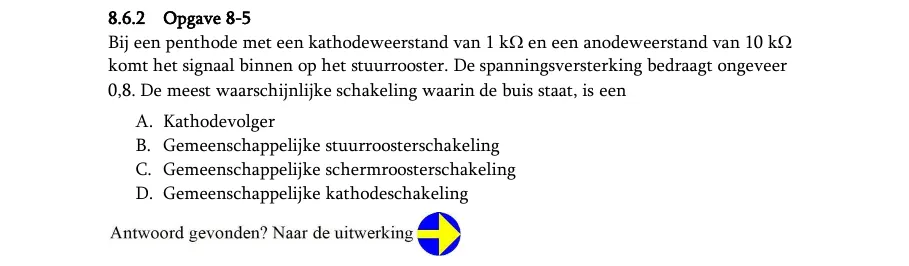 8.6.2 Opgave 8-5
Bij een penthode met een kathodeweerstand van 1 kΩ en een anodeweerstand van 10 kΩ
komt het signaal binnen op het stuurrooster. De spanningsversterking bedraagt ongeveer
0,8. De meest waarschijnlijke schakeling waarin de buis staat, is een
A. Kathodevolger
B. Gemeenschappelijke stuurroosterschakeling
C. Gemeenschappelijke schermroosterschakeling
D. Gemeenschappelijke kathodeschakeling
Antwoord gevonden? Naar de uitwerking